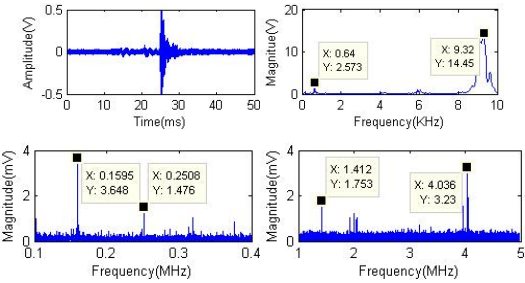 0.5
0
-0.5
Amplitude(V)
0 10 20 30 40 50
Time(ms)
20
10
0
Magnitue(V)
X: 0.64
Y: 2.573
X: 9.32
Y: 14.45
0 2 4 6 8 10
Frequency(KHz)
4
2
0
Magnitude(mV)
X: 0.1595
Y: 3.648
X: 0.2508
Y: 1.476
0.1 0.2 0.3 0.4
Frequency(MHz)
4
2
0
Magnitude(mV)
X: 1.412
Y: 1.753
X: 4.036
Y: 3.23
1 2 3 4 5
Frequency(MHz)